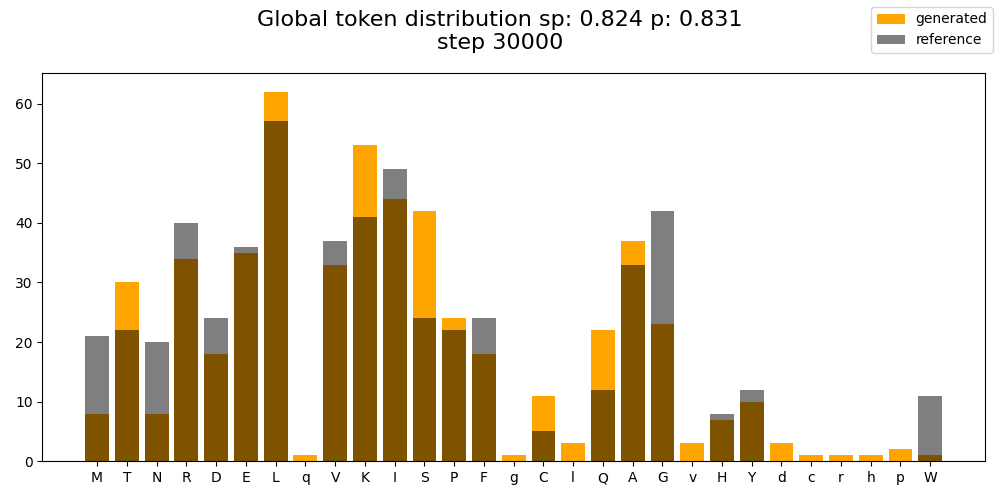 Global token distribution sp: 0.824 p: 0.831
step 30000
generated
reference
60
50
40
30
20
10
0
M T N R D E L q V K I S P F g C l Q A G v H Y d c r h p W